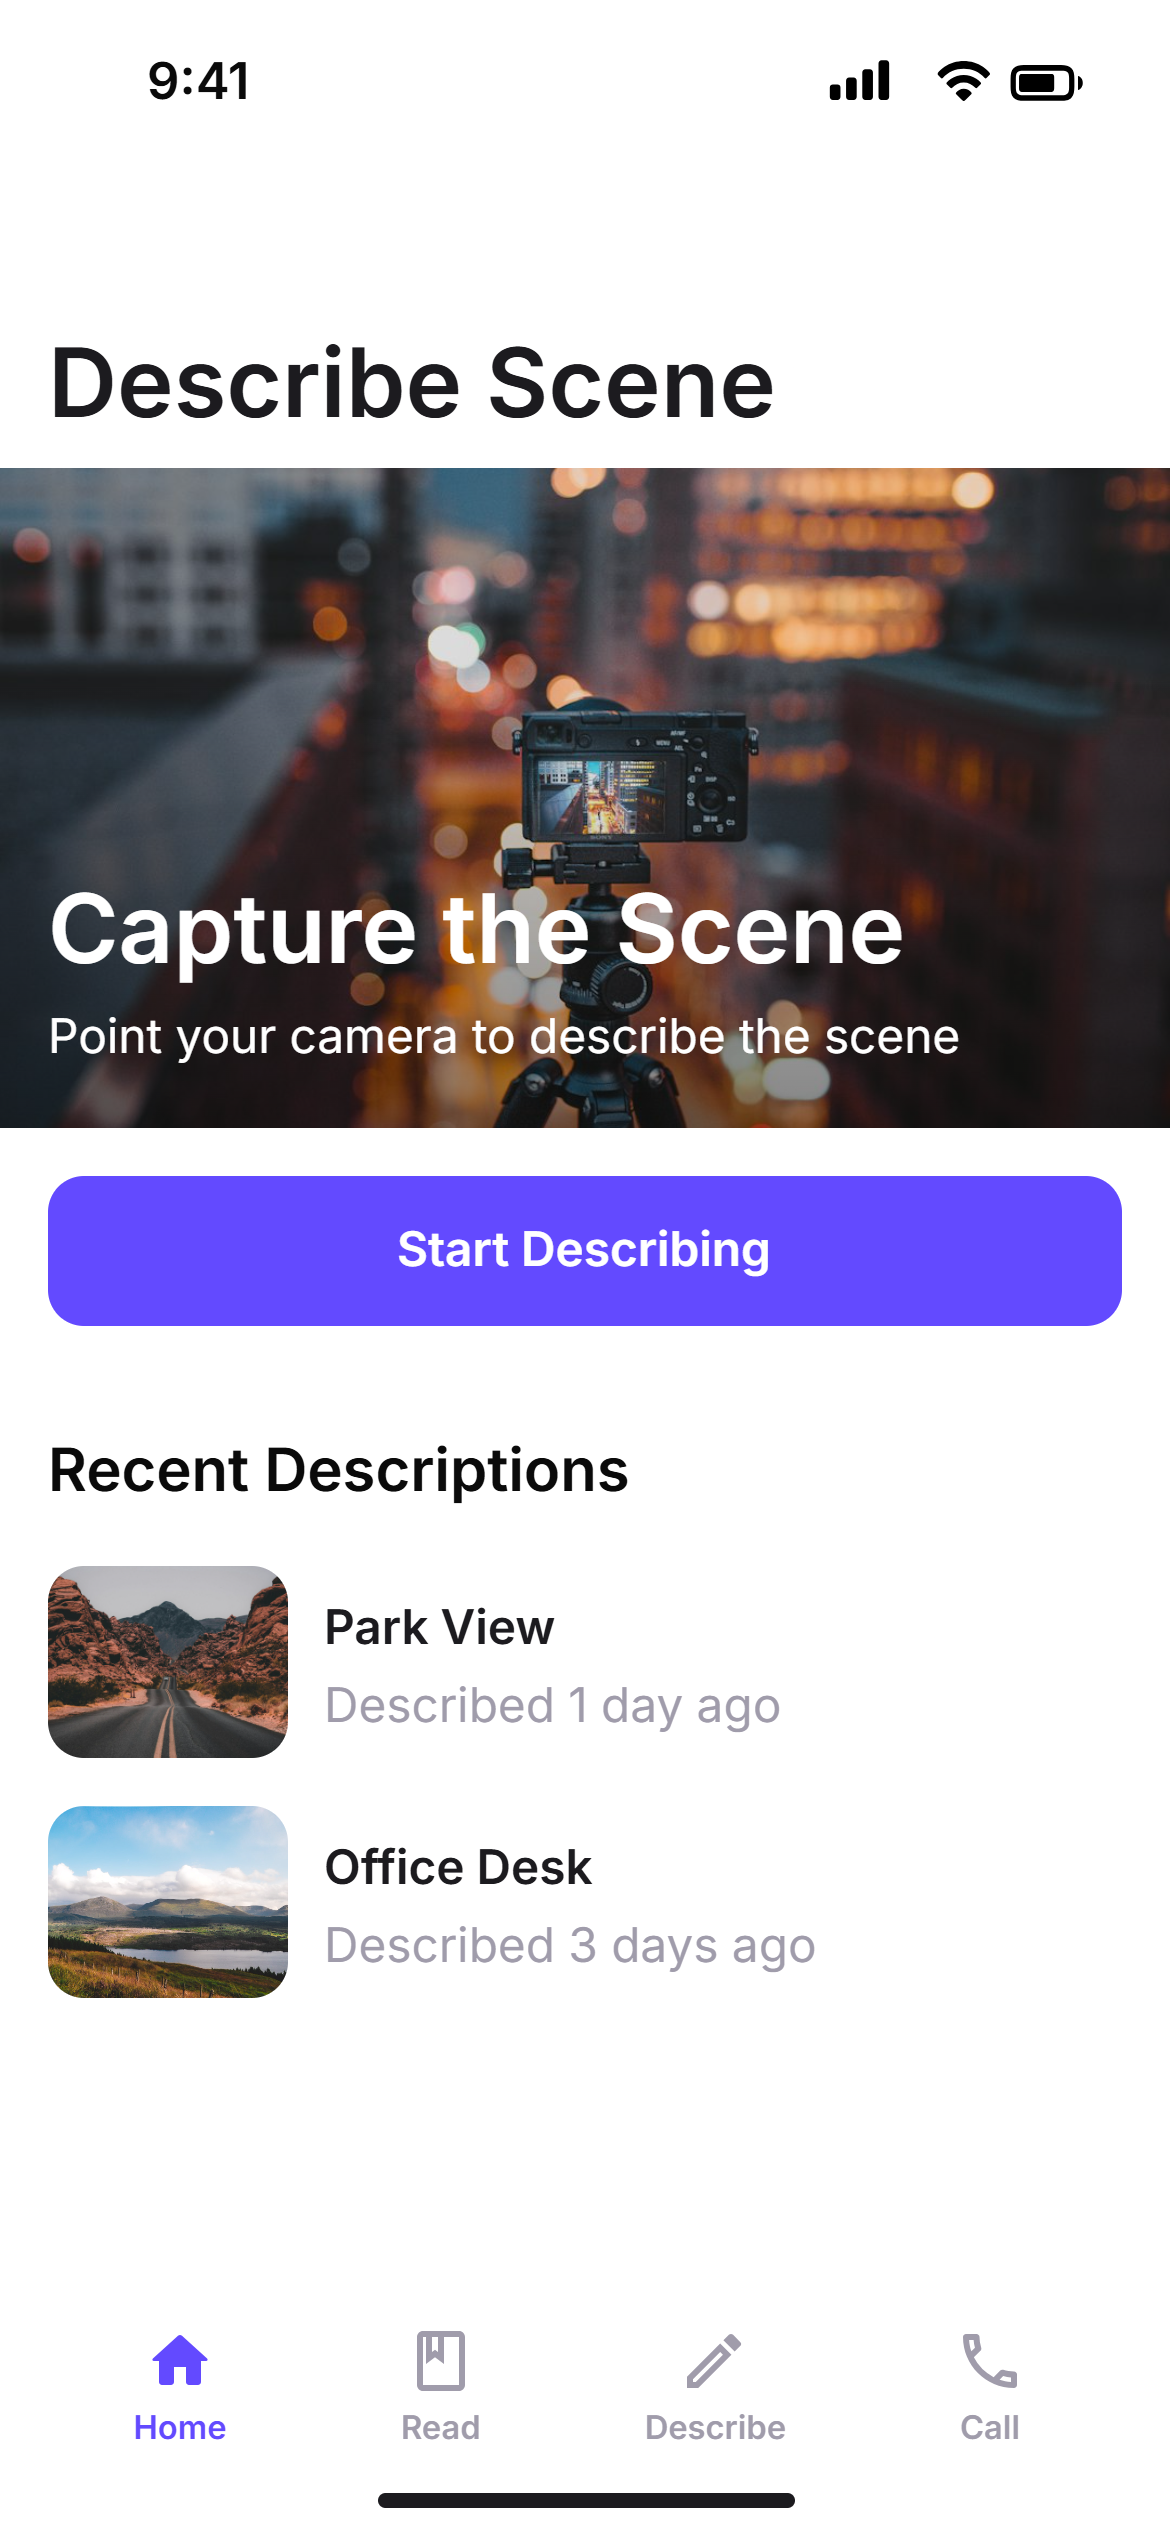 9:41
Describe Scene
Capture the Scene
Point your camera to describe the scene
Start Describing
Recent Descriptions
Park View
Described 1 day ago
Office Desk
Described 3 days ago
Home
Read
Describe
Call